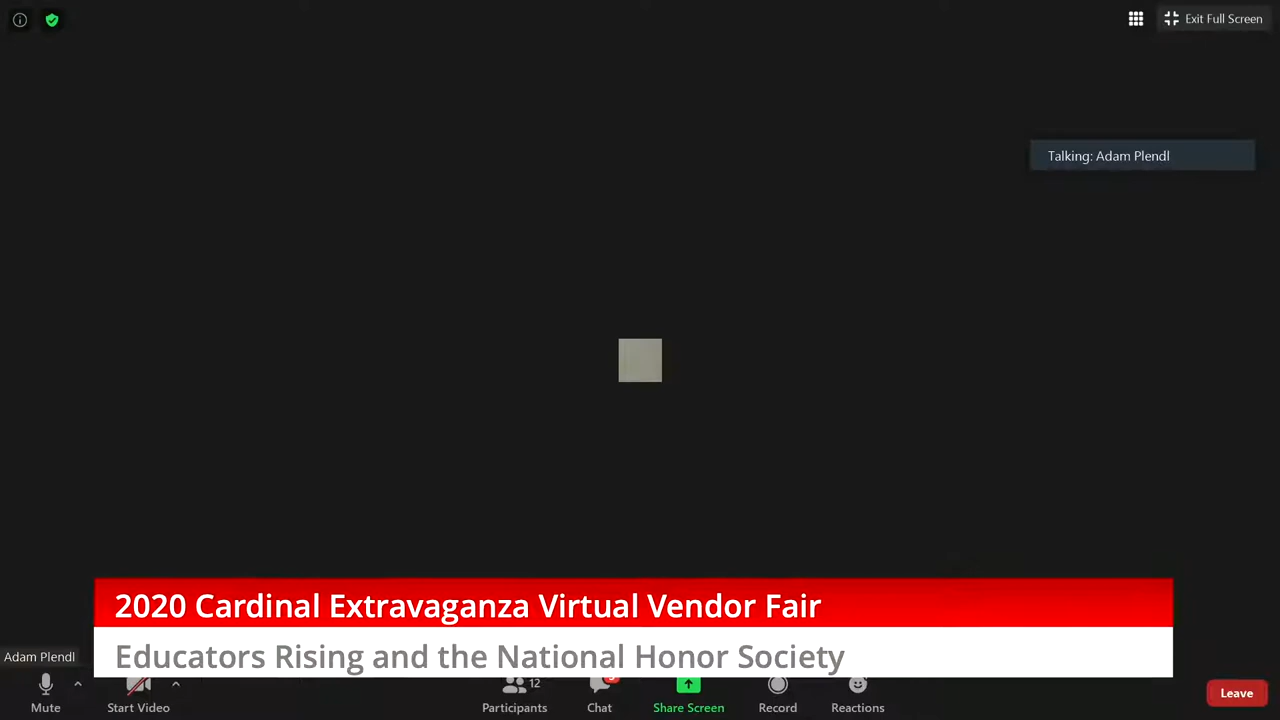 Exit Full Screen
Talking: Adam Plendl
2020 Cardinal Extravaganza Virtual Vendor Fair
Educators Rising and the National Honor Society
Adam Plendl
12
Mute
Start Video
Participants
Chat
Share Screen
Record
Reactions
Leave